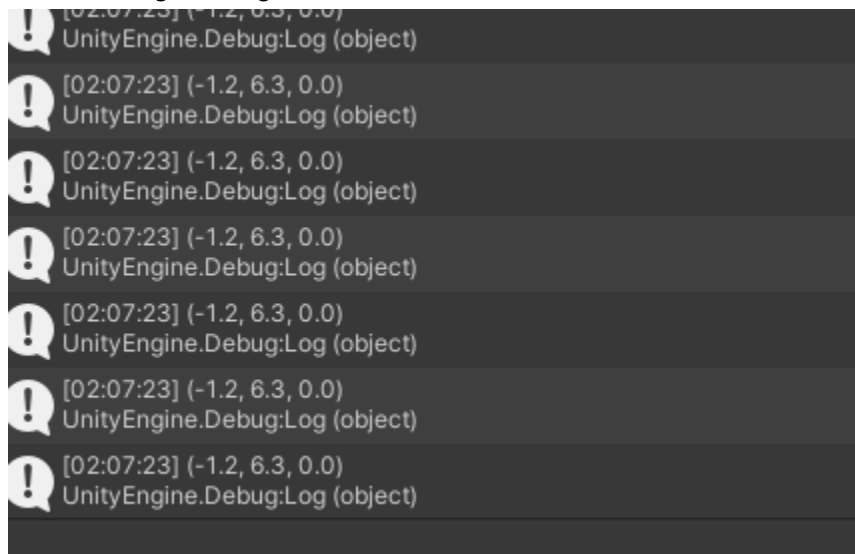 UnityEngine.Debug:Log (object)
[02:07:23] (-1.2, 6.3, 0.0)
UnityEngine.Debug:Log (object)
[02:07:23] (-1.2, 6.3, 0.0)
UnityEngine.Debug:Log (object)
[02:07:23] (-1.2, 6.3, 0.0)
UnityEngine.Debug:Log (object)
[02:07:23] (-1.2, 6.3, 0.0)
UnityEngine.Debug:Log (object)
[02:07:23] (-1.2, 6.3, 0.0)
UnityEngine.Debug:Log (object)
[02:07:23] (-1.2, 6.3, 0.0)
UnityEngine.Debug:Log (object)